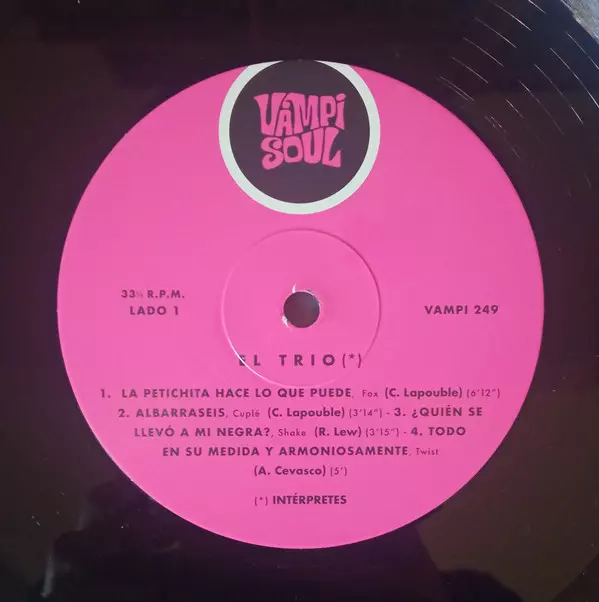 VAMPI
SOUL
33⅓ R.P.M.
LADO 1
VAMPI 249
EL TRIO (*)
1. LA PETICHITA HACE LO QUE PUEDE, Fox (C. Lapouble) (6'12")
2. ALBARRASEIS, Cuplé (C. Lapouble) (3'14") - 3. ¿QUIÉN SE
LLEVÓ A MI NEGRA?, Shake (R. Lew) (3'15") - 4. TODO
EN SU MEDIDA Y ARMONIOSAMENTE, Twist
(A. Cevasco) (5')
(*) INTÉRPRETES